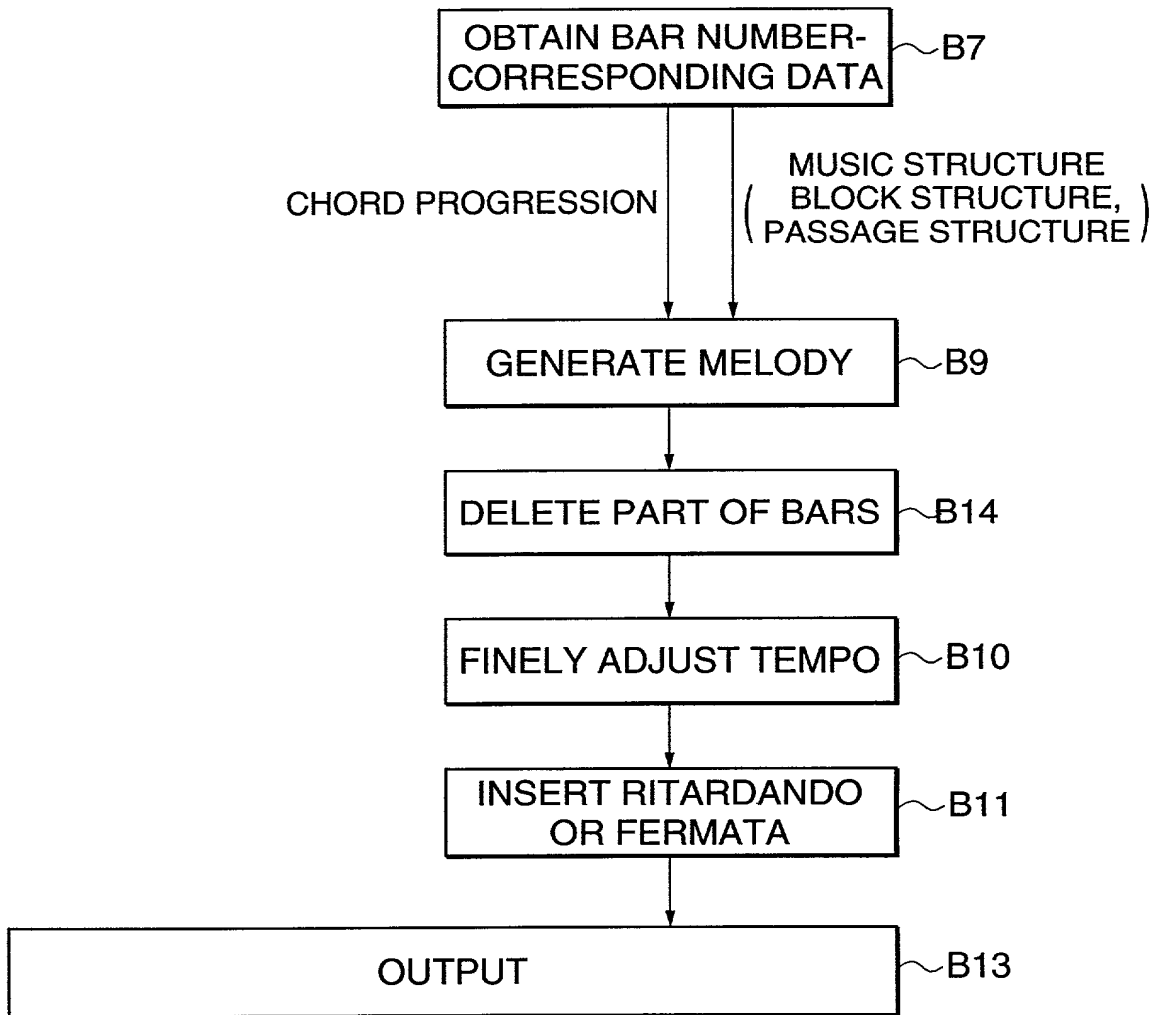 OBTAIN BAR NUMBER-
CORRESPONDING DATA
B7
CHORD PROGRESSION
MUSIC STRUCTURE
(BLOCK STRUCTURE,
PASSAGE STRUCTURE)
GENERATE MELODY
B9
DELETE PART OF BARS
B14
FINELY ADJUST TEMPO
B10
INSERT RITARDANDO
OR FERMATA
B11
OUTPUT
B13